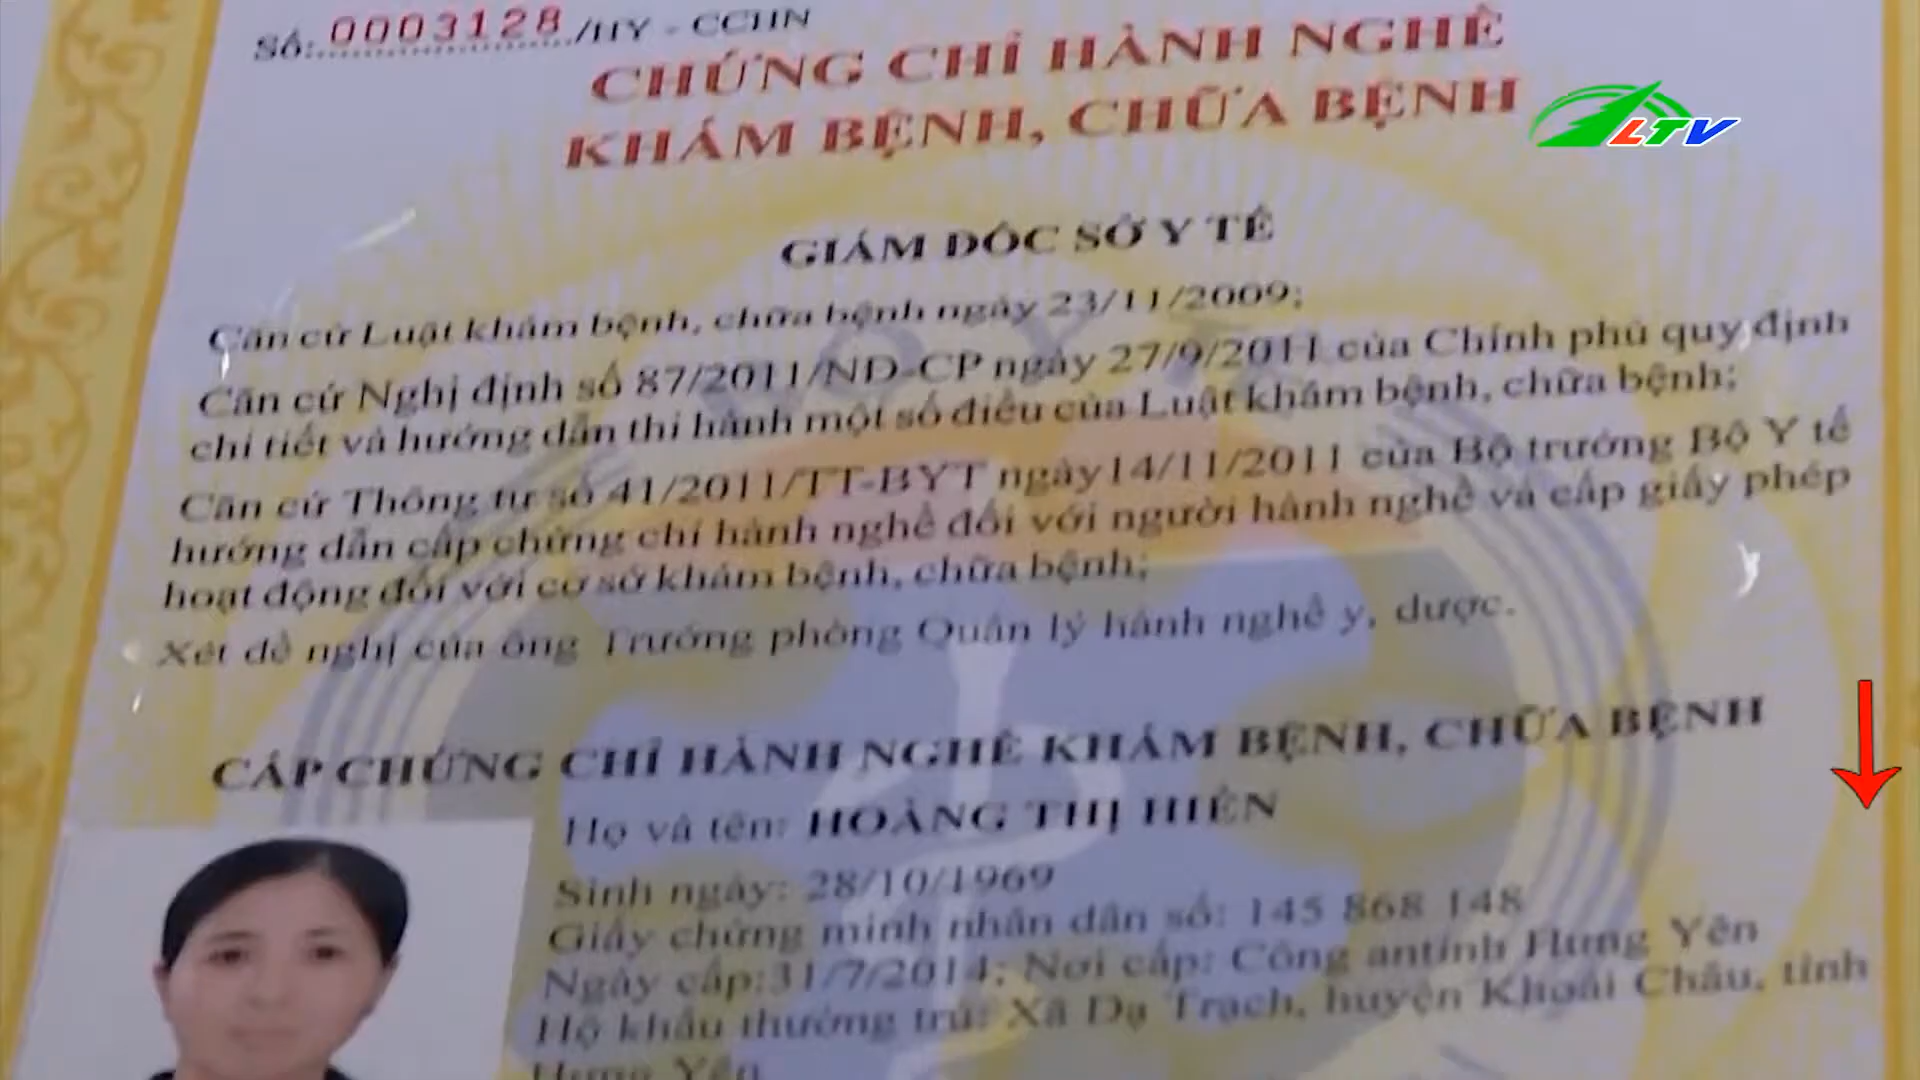 Số: 0003128/HY - CCHN
CHỨNG CHỈ HÀNH NGHỀ
KHÁM BỆNH, CHỮA BỆNH
LTV
GIÁM ĐỐC SỞ Y TẾ
Căn cứ Luật khám bệnh, chữa bệnh ngày 23/11/2009;
Căn cứ Nghị định số 87/2011/NĐ-CP ngày 27/9/2011 của Chính phủ quy định
chi tiết và hướng dẫn thi hành một số điều của Luật khám bệnh, chữa bệnh;
Căn cứ Thông tư số 41/2011/TT-BYT ngày 14/11/2011 của Bộ trưởng Bộ Y tế
hướng dẫn cấp chứng chỉ hành nghề đối với người hành nghề và cấp giấy phép
hoạt động đối với cơ sở khám bệnh, chữa bệnh;
Xét đề nghị của ông Trưởng phòng Quản lý hành nghề y, dược.
CẤP CHỨNG CHỈ HÀNH NGHỀ KHÁM BỆNH, CHỮA BỆNH
Họ và tên: HOÀNG THỊ HIÊN
Sinh ngày: 28/10/1969
Giấy chứng minh nhân dân số: 145 868 148
Ngày cấp:31/7/2014; Nơi cấp: Công an tỉnh Hưng Yên
Hộ khẩu thường trú: Xã Dạ Trạch, huyện Khoái Châu, tỉnh
Hưng Yên